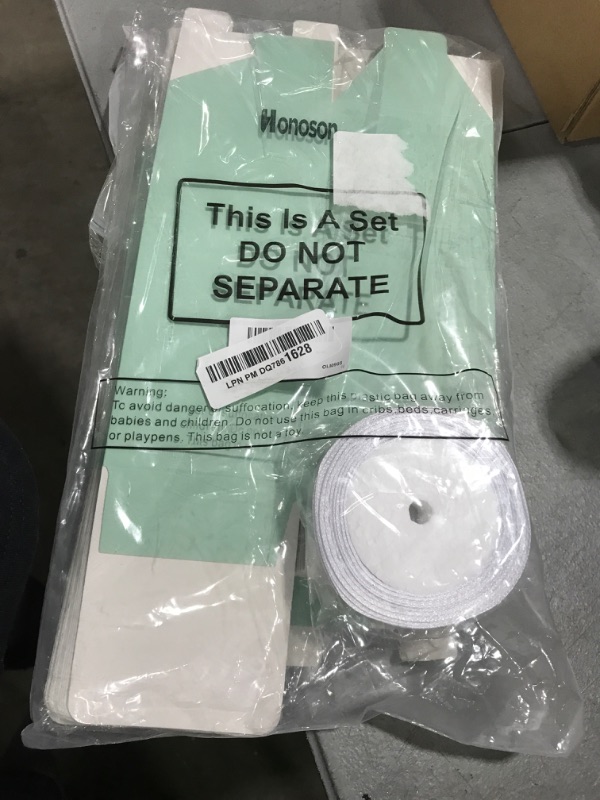 Honoson
This Is A Set
DO NOT
SEPARATE
LPN PM DQ786 1628
Warning:
To avoid danger of suffocation, keep this plastic bag away from
babies and children. Do not use this bag in cribs, beds, carriages
or playpens. This bag is not a toy.